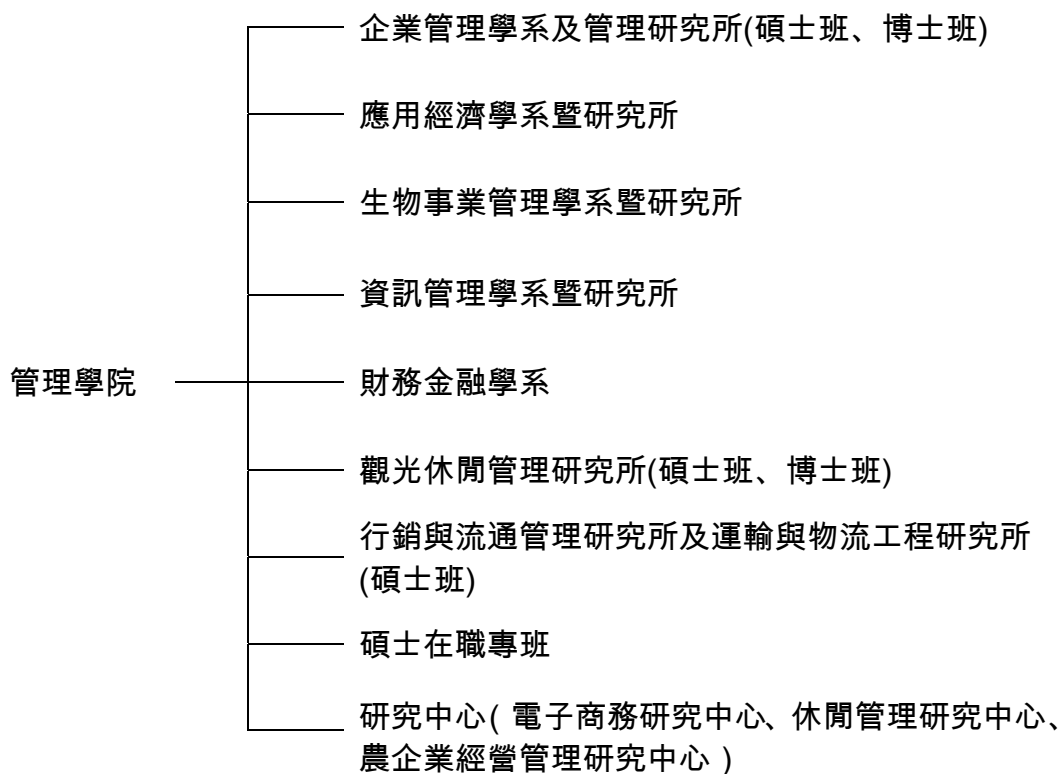 企業管理學系及管理研究所(碩士班、博士班)
應用經濟學系暨研究所
生物事業管理學系暨研究所
資訊管理學系暨研究所
管理學院
財務金融學系
觀光休閒管理研究所(碩士班、博士班)
行銷與流通管理研究所及運輸與物流工程研究所
(碩士班)
碩士在職專班
研究中心( 電子商務研究中心、休閒管理研究中心、
農企業經營管理研究中心 )